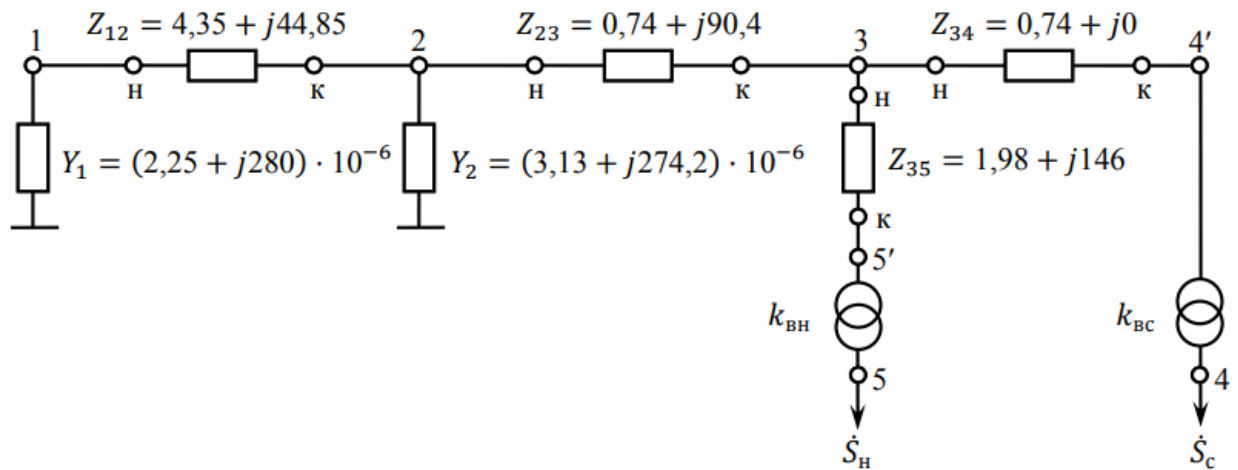 Z₁₂ = 4,35 + j44,85
Z₂₃ = 0,74 + j90,4
Z₃₄ = 0,74 + j0
1
2
3
4′
н
к
н
к
н
к
н
Y₁ = (2,25 + j280) · 10⁻⁶
Y₂ = (3,13 + j274,2) · 10⁻⁶
Z₃₅ = 1,98 + j146
к
5′
kвн
kвс
5
4
Ṡн
Ṡс